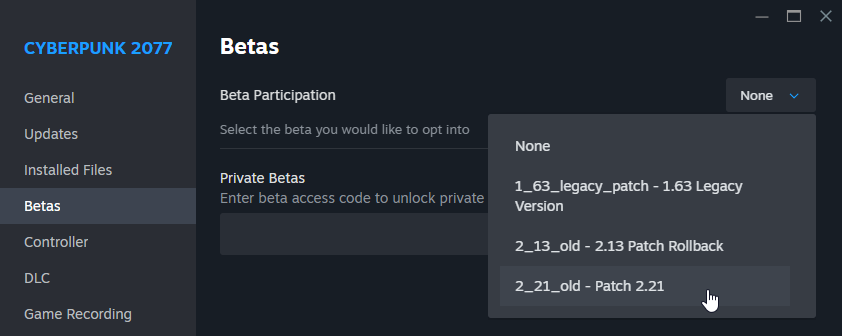 CYBERPUNK 2077
General
Updates
Installed Files
Betas
Controller
DLC
Game Recording
Betas
Beta Participation
None
Select the beta you would like to opt into
Private Betas
Enter beta access code to unlock private
None
1_63_legacy_patch - 1.63 Legacy
Version
2_13_old - 2.13 Patch Rollback
2_21_old - Patch 2.21